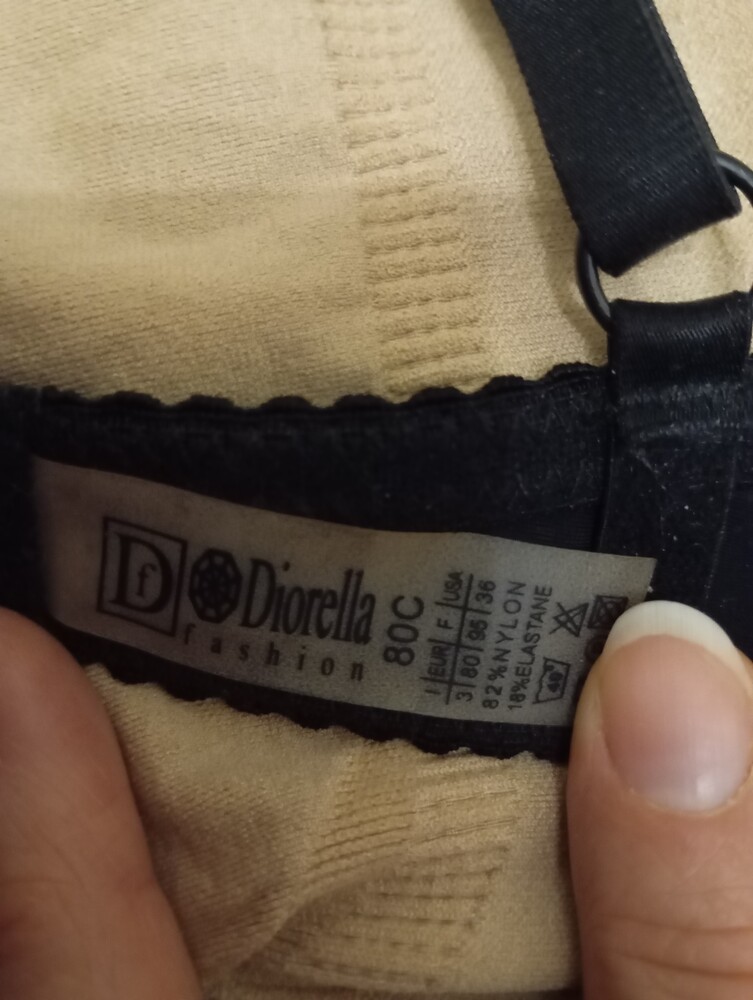 Df Diorella
fashion
80C
I EUR F USA
3 80 95 36
82%NYLON
18%ELASTANE
40°